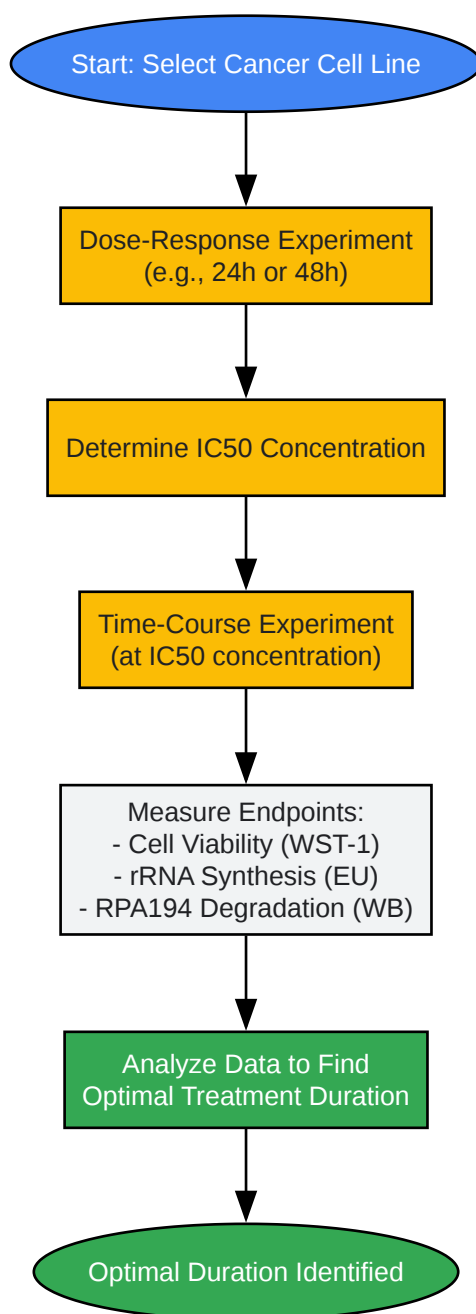 Start: Select Cancer Cell Line
Dose-Response Experiment
(e.g., 24h or 48h)
Determine IC50 Concentration
Time-Course Experiment
(at IC50 concentration)
Measure Endpoints:
- Cell Viability (WST-1)
- rRNA Synthesis (EU)
- RPA194 Degradation (WB)
Analyze Data to Find
Optimal Treatment Duration
Optimal Duration Identified